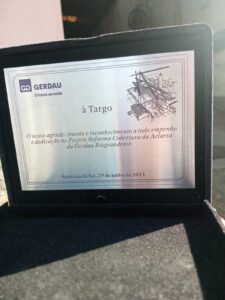 GERDAU
O futuro se molda
à Targo
O nosso agradecimento e reconhecimento a todo empenho
e dedicação no Projeto Reforma Cobertura da Aciaria
da Gerdau Riograndense
Sapucaia do Sul, 29 de junho de 2023